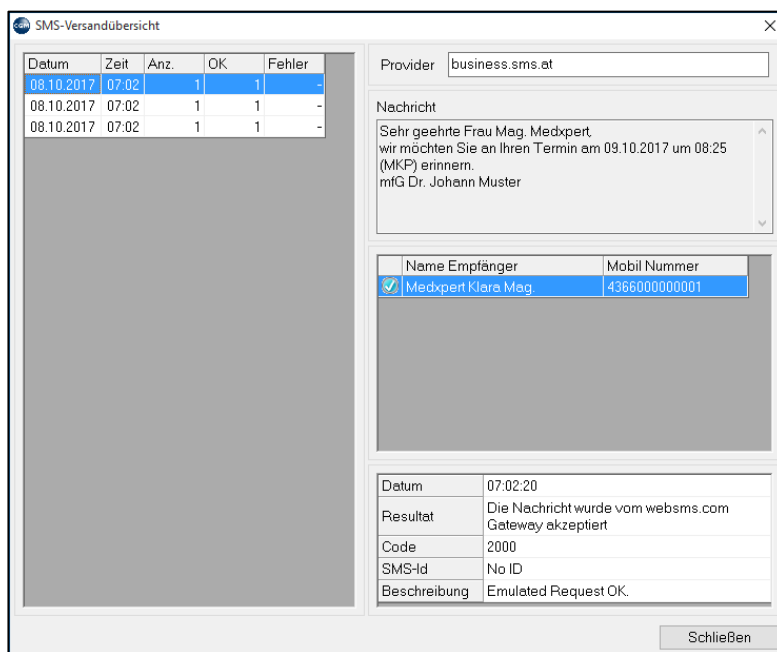 CGM SMS-Versandübersicht
Datum Zeit Anz. OK Fehler
08.10.2017 07:02 1 1 -
08.10.2017 07:02 1 1 -
08.10.2017 07:02 1 1 -
Provider business.sms.at
Nachricht
Sehr geehrte Frau Mag. Medxpert,
wir möchten Sie an Ihren Termin am 09.10.2017 um 08:25
(MKP) erinnern.
mfG Dr. Johann Muster
Name Empfänger Mobil Nummer
Medxpert Klara Mag. 4366000000001
Datum 07:02:20
Resultat Die Nachricht wurde vom websms.com
Gateway akzeptiert
Code 2000
SMS-Id No ID
Beschreibung Emulated Request OK.
Schließen